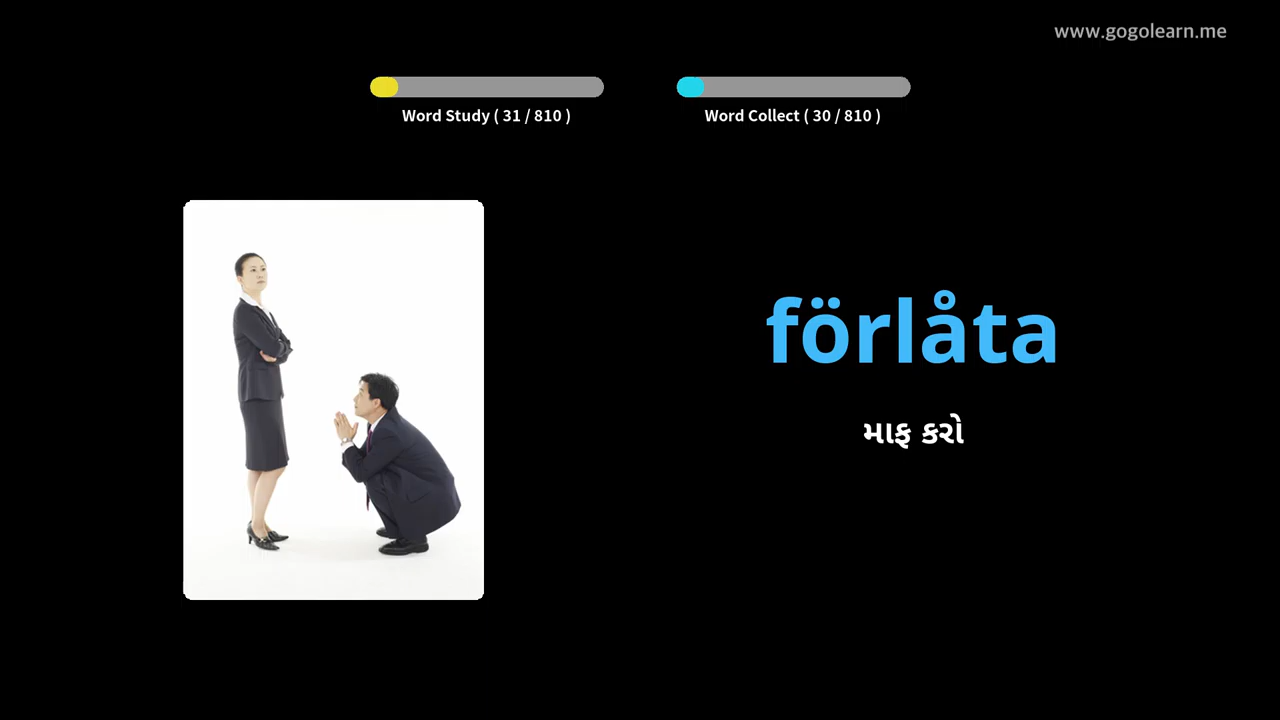 www.gogolearn.me
Word Study ( 31 / 810 )
Word Collect ( 30 / 810 )
förlåta
માફ કરો